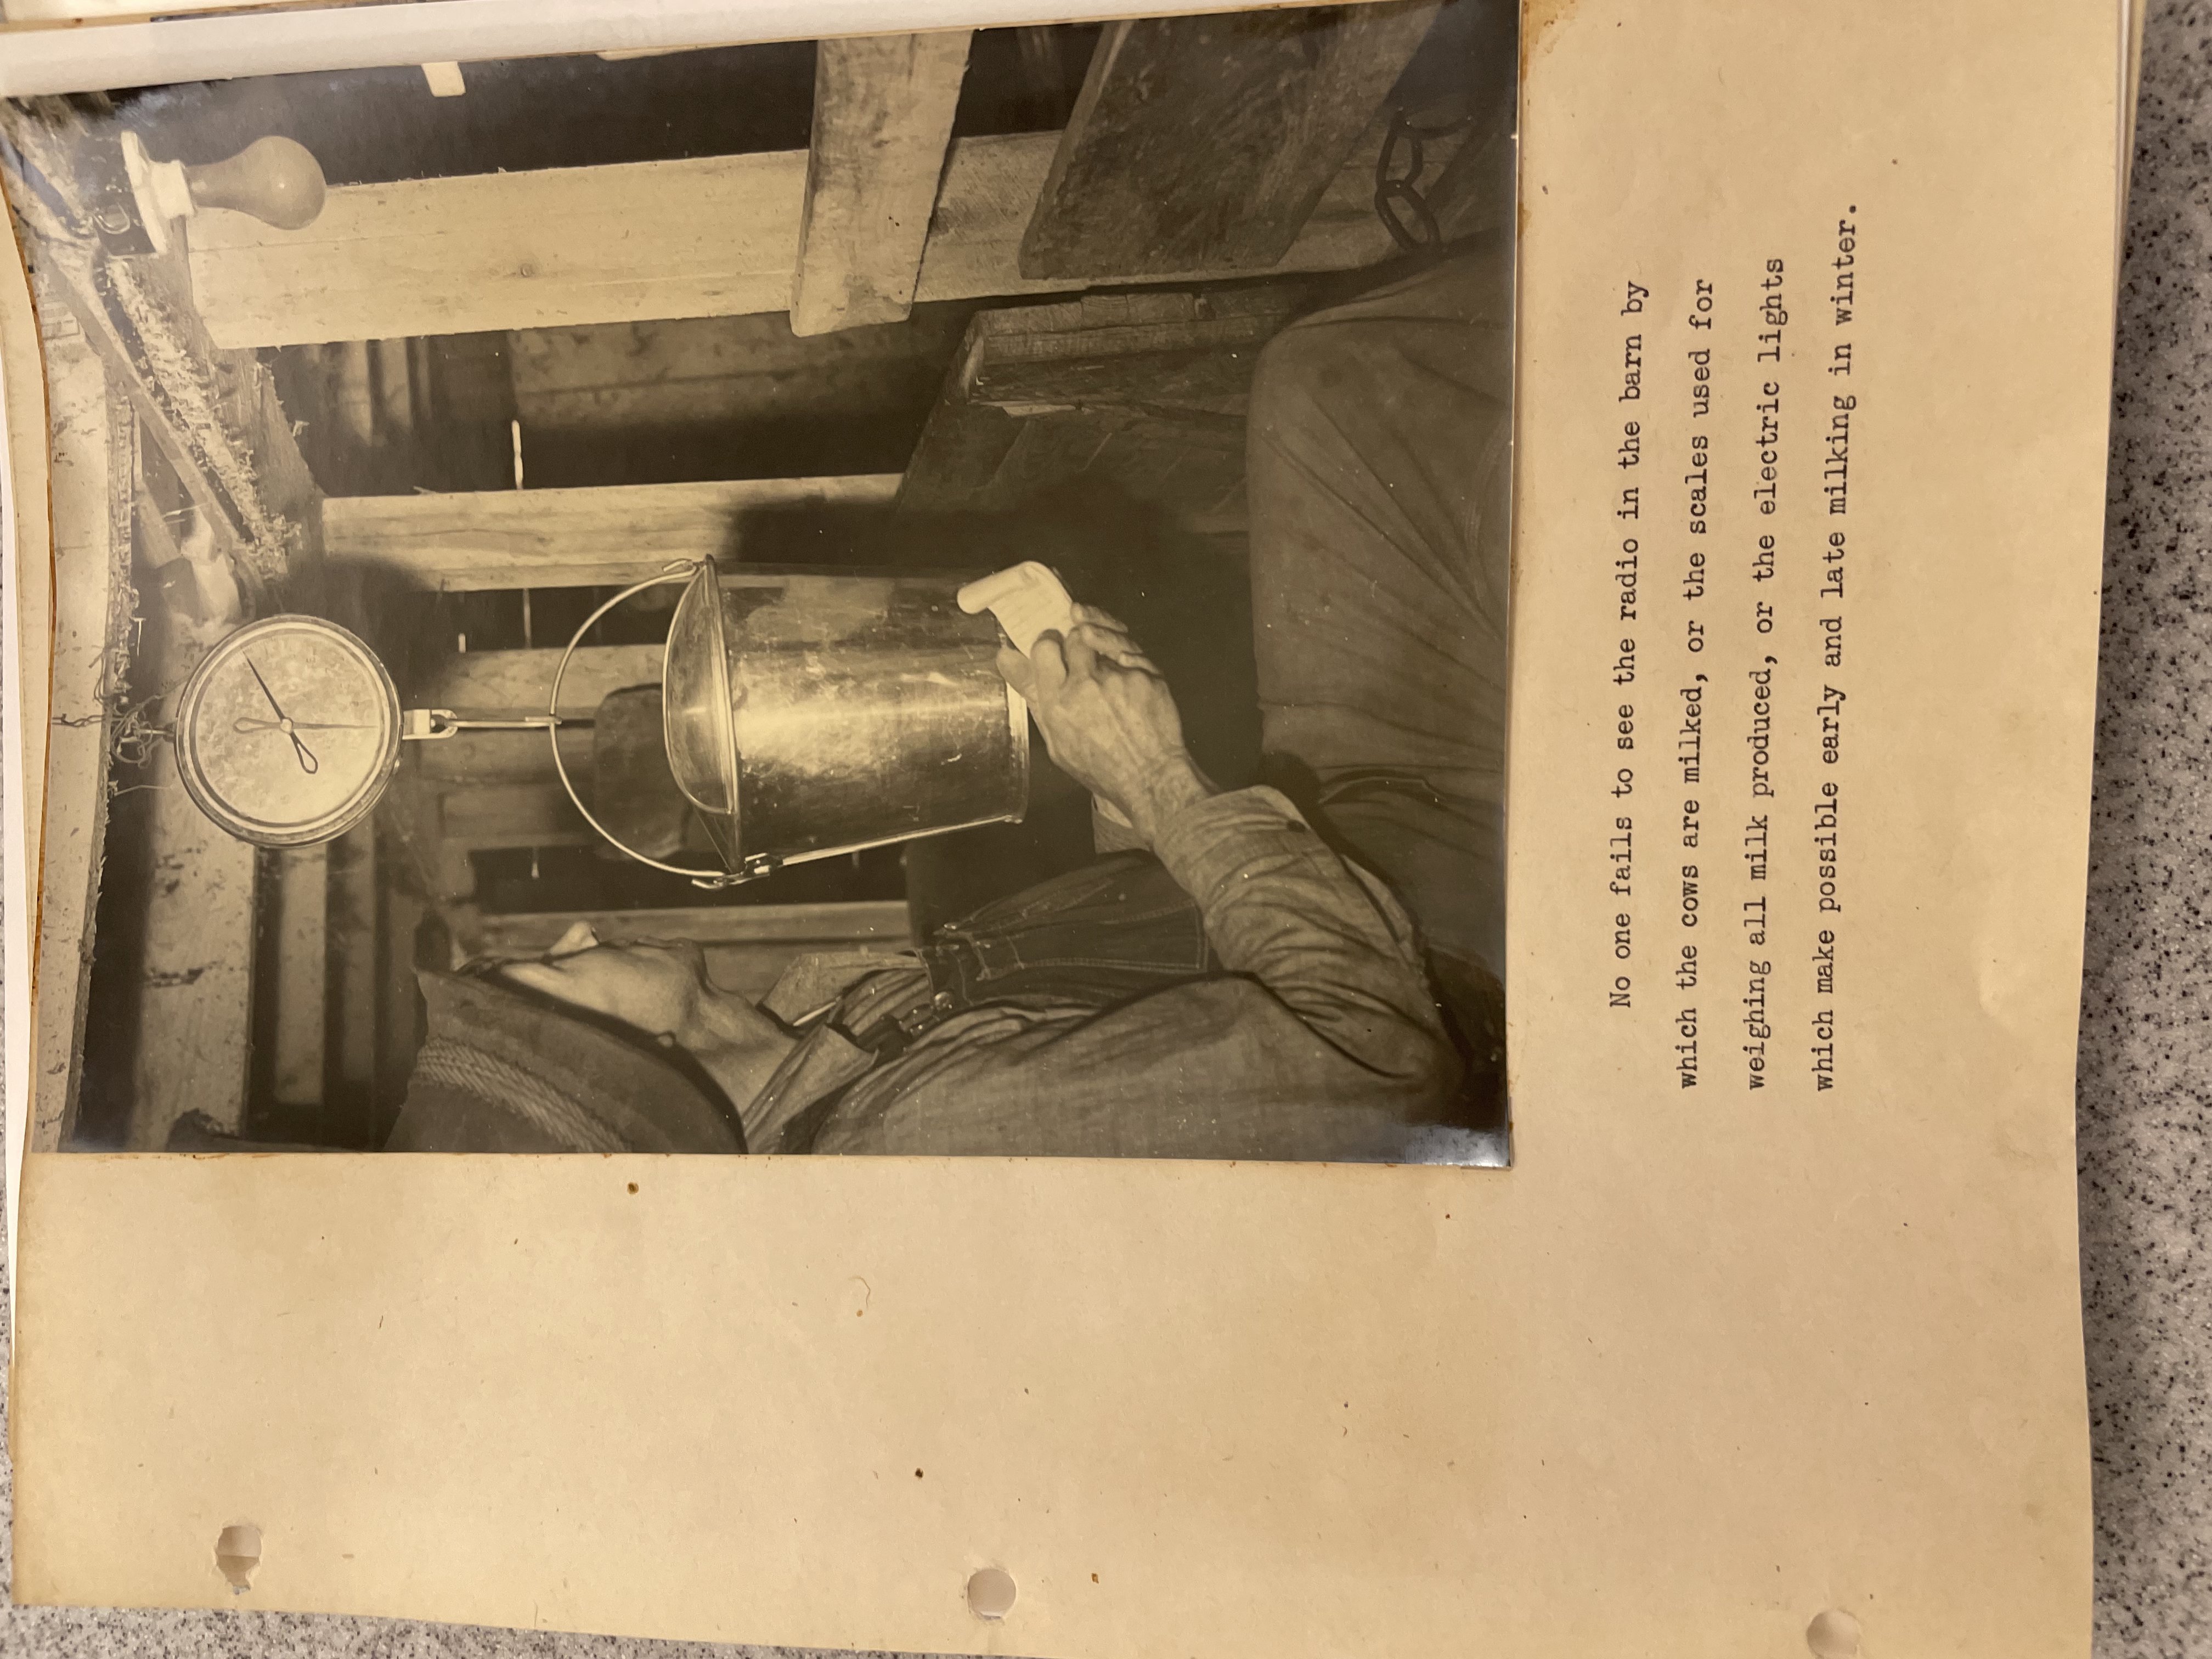 No one fails to see the radio in the barn by
which the cows are milked, or the scales used for
weighing all milk produced, or the electric lights
which make possible early and late milking in winter.